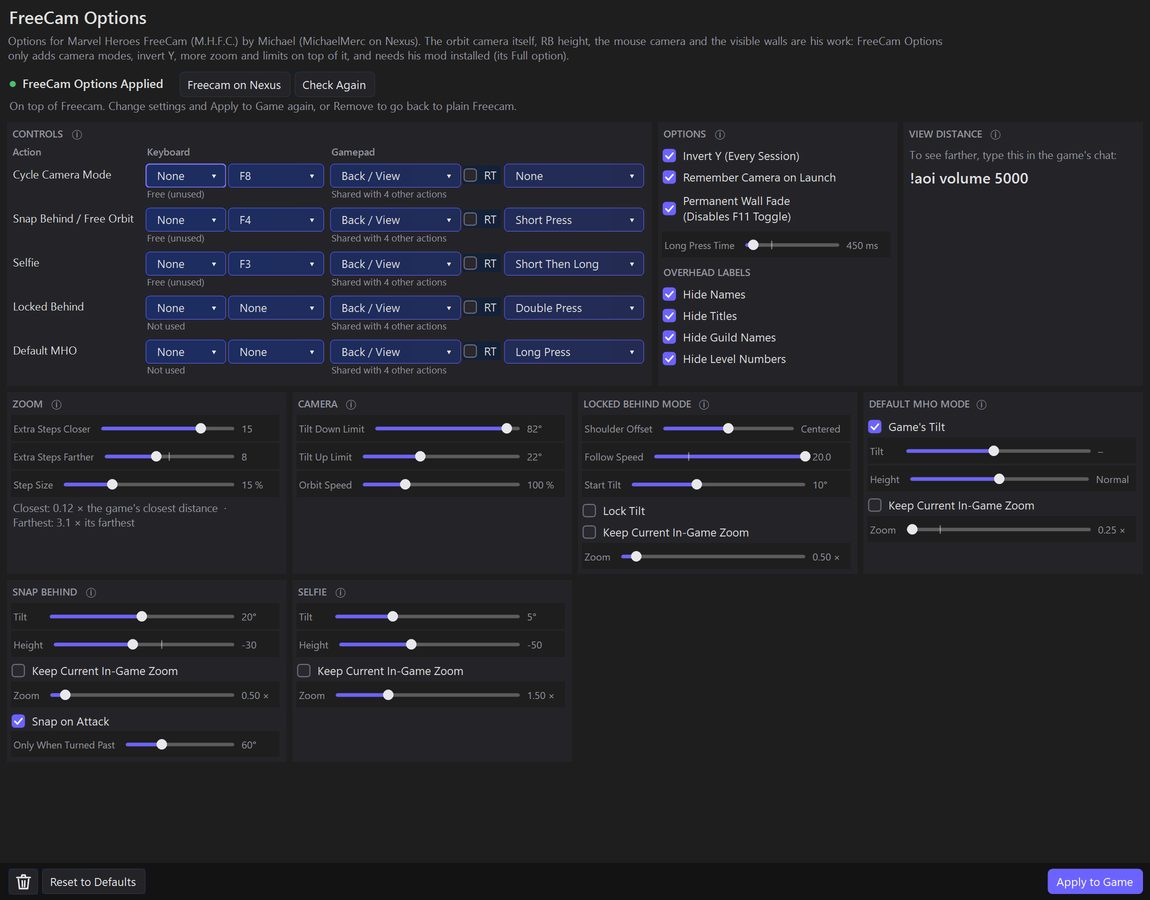 FreeCam Options
Options for Marvel Heroes FreeCam (M.H.F.C.) by Michael (MichaelMerc on Nexus). The orbit camera itself, RB height, the mouse camera and the visible walls are his work: FreeCam Options
only adds camera modes, invert Y, more zoom and limits on top of it, and needs his mod installed (its Full option).
FreeCam Options Applied
Freecam on Nexus
Check Again
On top of Freecam. Change settings and Apply to Game again, or Remove to go back to plain Freecam.
CONTROLS
Action Keyboard Gamepad
Cycle Camera Mode None F8 Back / View RT None
Free (unused) Shared with 4 other actions
Snap Behind / Free Orbit None F4 Back / View RT Short Press
Free (unused) Shared with 4 other actions
Selfie None F3 Back / View RT Short Then Long
Free (unused) Shared with 4 other actions
Locked Behind None None Back / View RT Double Press
Not used Shared with 4 other actions
Default MHO None None Back / View RT Long Press
Not used Shared with 4 other actions
OPTIONS
Invert Y (Every Session)
Remember Camera on Launch
Permanent Wall Fade
(Disables F11 Toggle)
Long Press Time 450 ms
OVERHEAD LABELS
Hide Names
Hide Titles
Hide Guild Names
Hide Level Numbers
VIEW DISTANCE
To see farther, type this in the game's chat:
!aoi volume 5000
ZOOM
Extra Steps Closer 15
Extra Steps Farther 8
Step Size 15 %
Closest: 0.12 × the game's closest distance ·
Farthest: 3.1 × its farthest
CAMERA
Tilt Down Limit 82°
Tilt Up Limit 22°
Orbit Speed 100 %
LOCKED BEHIND MODE
Shoulder Offset Centered
Follow Speed 20.0
Start Tilt 10°
Lock Tilt
Keep Current In-Game Zoom
Zoom 0.50 ×
DEFAULT MHO MODE
Game's Tilt
Tilt –
Height Normal
Keep Current In-Game Zoom
Zoom 0.25 ×
SNAP BEHIND
Tilt 20°
Height -30
Keep Current In-Game Zoom
Zoom 0.50 ×
Snap on Attack
Only When Turned Past 60°
SELFIE
Tilt 5°
Height -50
Keep Current In-Game Zoom
Zoom 1.50 ×
Reset to Defaults
Apply to Game